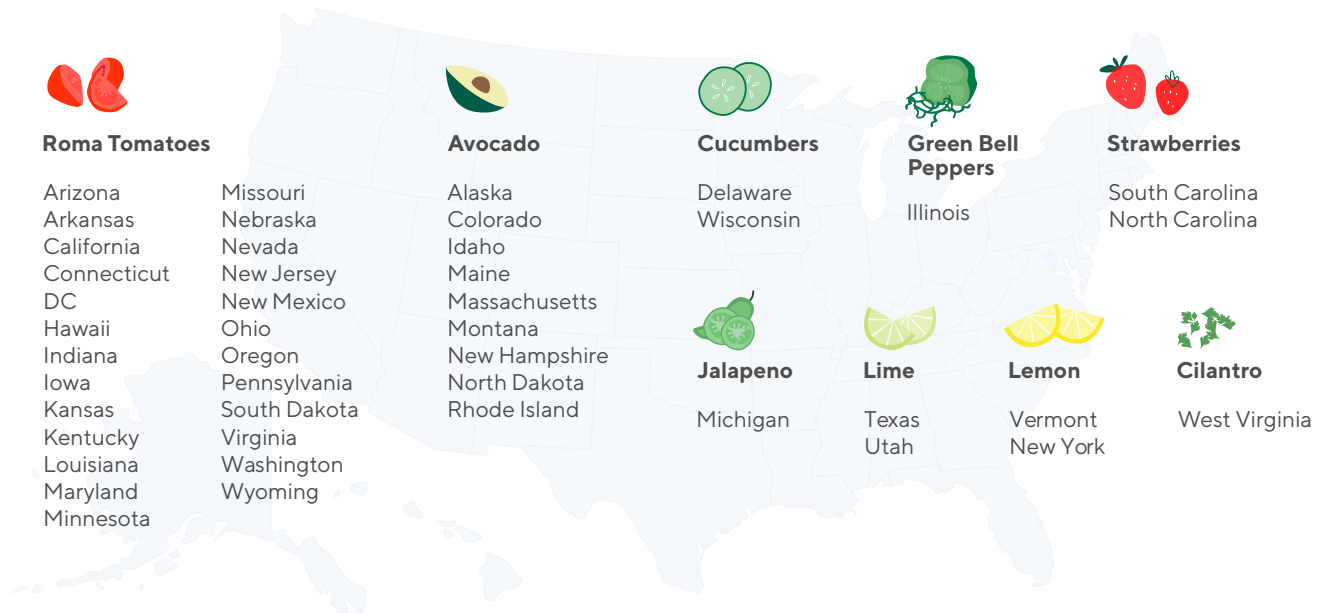 Roma Tomatoes
Arizona
Arkansas
California
Connecticut
DC
Hawaii
Indiana
Iowa
Kansas
Kentucky
Louisiana
Maryland
Minnesota
Missouri
Nebraska
Nevada
New Jersey
New Mexico
Ohio
Oregon
Pennsylvania
South Dakota
Virginia
Washington
Wyoming
Avocado
Alaska
Colorado
Idaho
Maine
Massachusetts
Montana
New Hampshire
North Dakota
Rhode Island
Cucumbers
Delaware
Wisconsin
Green Bell
Peppers
Illinois
Strawberries
South Carolina
North Carolina
Jalapeno
Michigan
Lime
Texas
Utah
Lemon
Vermont
New York
Cilantro
West Virginia